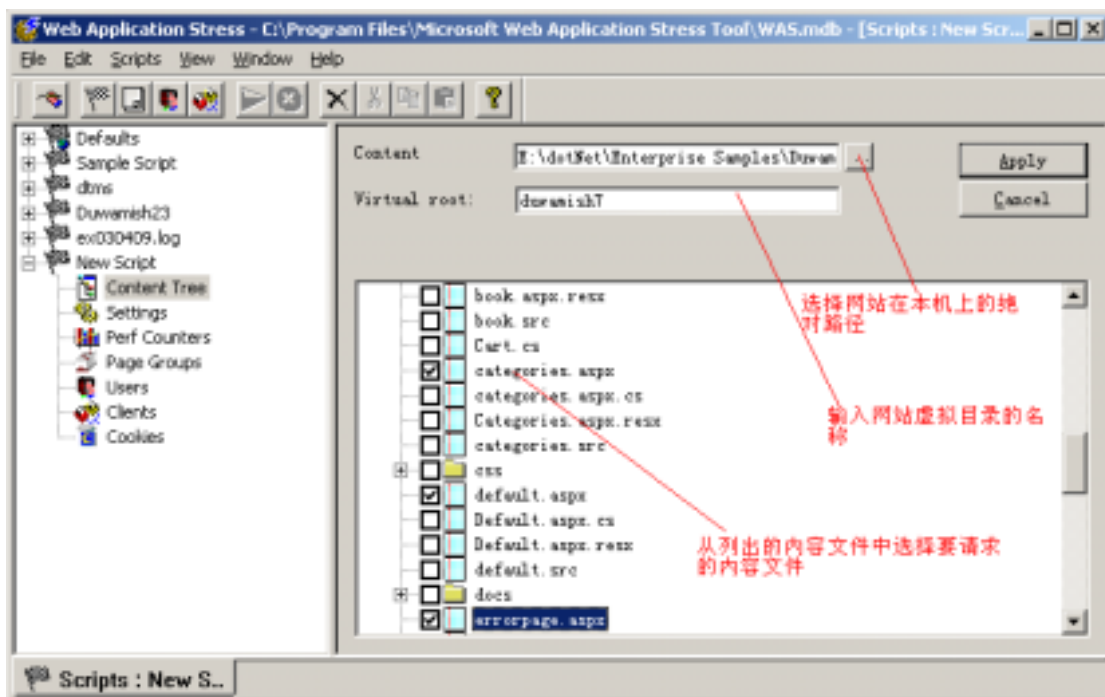 Web Application Stress - C:\Program Files\Microsoft Web Application Stress Tool\WAS.mdb - [Scripts : New Scr...
File Edit Scripts View Window Help
Defaults
Sample Script
dtms
Duwamish23
ex030409.log
New Script
Content Tree
Settings
Perf Counters
Page Groups
Users
Clients
Cookies
Content
E:\dotNet\Enterprise Samples\Duwam
...
Apply
Virtual root:
duwamish7
Cancel
book.aspx.resx
book.src
Cart.cs
categories.aspx
categories.aspx.cs
Categories.aspx.resx
categories.src
css
default.aspx
Default.aspx.cs
Default.aspx.resx
default.src
docs
errorpage.aspx
选择网站在本机上的绝
对路径
输入网站虚拟目录的名
称
从列出的内容文件中选择要请求
的内容文件
Scripts : New S..